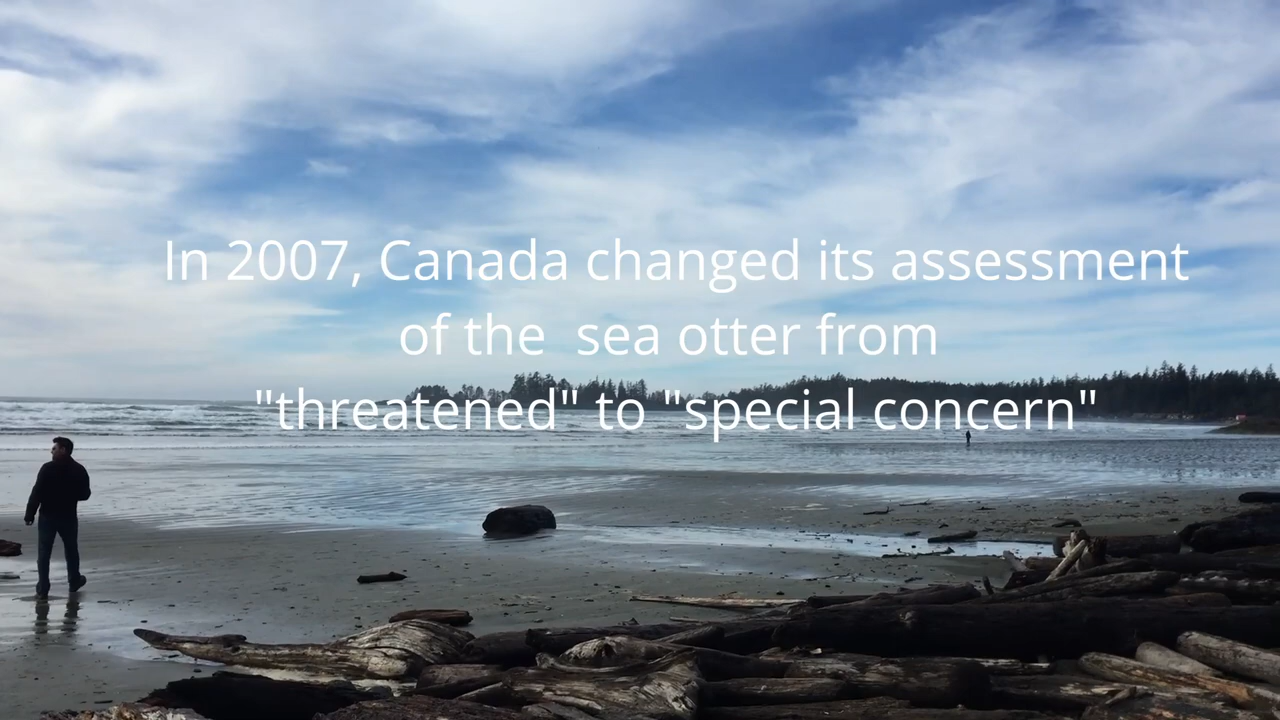 In 2007, Canada changed its assessment
of the  sea otter from
"threatened" to "special concern"